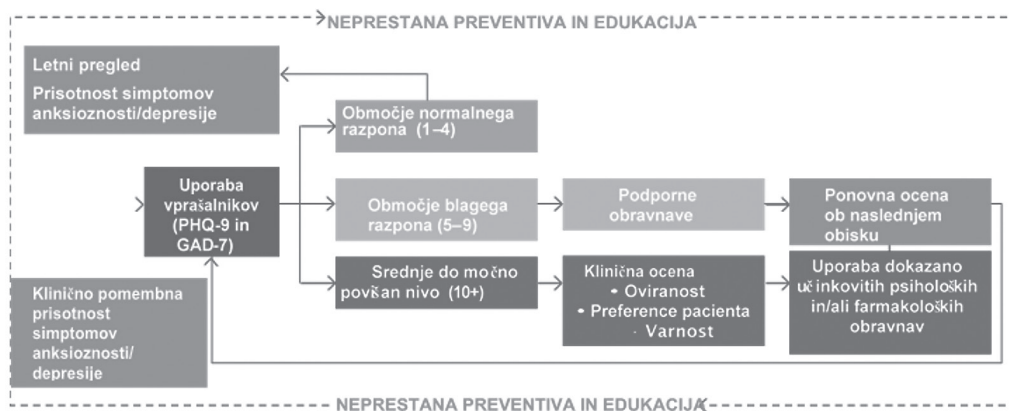 NEPRESTANA PREVENTIVA IN EDUKACIJA
Letni pregled
Prisotnost simptomov
anksioznosti/depresije
Območje normalnega
razpona (1–4)
Uporaba
vprašalnikov
(PHQ-9 in
GAD-7)
Območje blagega
razpona (5–9)
Podporne
obravnave
Ponovna ocena
ob naslednjem
obisku
Srednje do močno
povišan nivo (10+)
Klinična ocena
• Oviranost
• Preference pacienta
· Varnost
Uporaba dokazano
učinkovitih psiholoških
in/ali farmakoloških
obravnav
Klinično pomembna
prisotnost
simptomov
anksioznosti/
depresije
NEPRESTANA PREVENTIVA IN EDUKACIJA